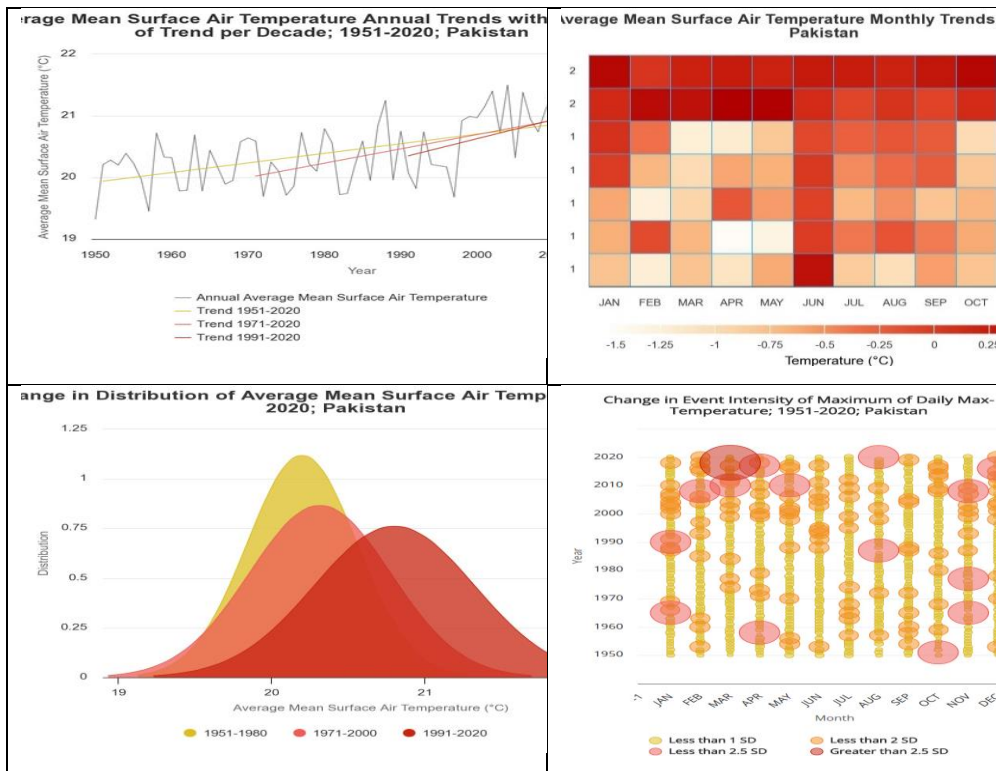 erage Mean Surface Air Temperature Annual Trends with
of Trend per Decade; 1951-2020; Pakistan
22
21
20
19
Average Mean Surface Air Temperature (°C)
1950
1960
1970
1980
1990
2000
2
Year
Annual Average Mean Surface Air Temperature
Trend 1951-2020
Trend 1971-2020
Trend 1991-2020
Average Mean Surface Air Temperature Monthly Trends
Pakistan
2
2
1
1
1
1
1
JAN FEB MAR APR MAY JUN JUL AUG SEP OCT
-1.5 -1.25 -1 -0.75 -0.5 -0.25 0 0.25
Temperature (°C)
ange in Distribution of Average Mean Surface Air Temp
2020; Pakistan
1.25
1
0.75
0.5
0.25
0
Distribution
19 20 21
Average Mean Surface Air Temperature (°C)
1951-1980 1971-2000 1991-2020
Change in Event Intensity of Maximum of Daily Max-
Temperature; 1951-2020; Pakistan
2020
2010
2000
1990
1980
1970
1960
1950
Year
-1 JAN FEB MAR APR MAY JUN JUL AUG SEP OCT NOV DEC
Month
Less than 1 SD Less than 2 SD
Less than 2.5 SD Greater than 2.5 SD